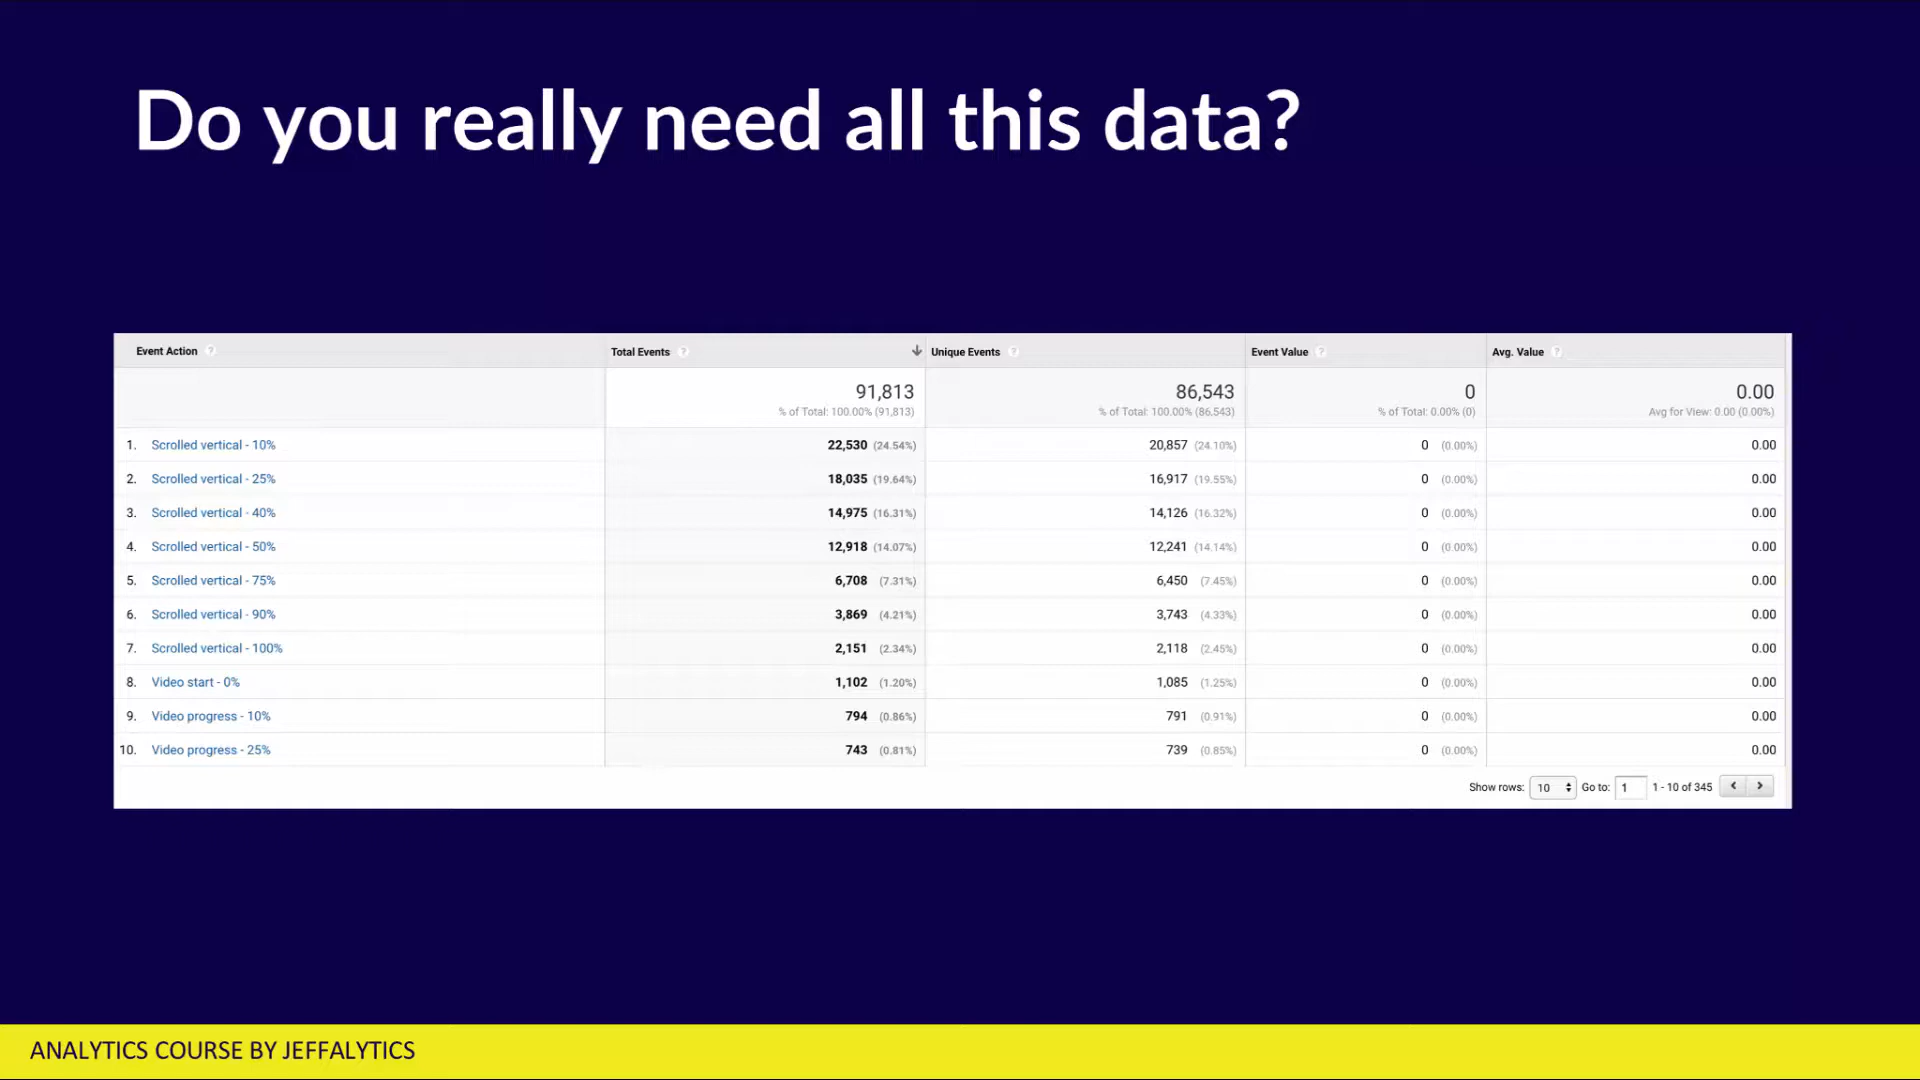 Do you really need all this data?
Event Action ? Total Events ? Unique Events ? Event Value ? Avg. Value ?
91,813 86,543 0 0.00
% of Total: 100.00% (91,813) % of Total: 100.00% (86,543) % of Total: 0.00% (0) Avg for View: 0.00 (0.00%)
1. Scrolled vertical - 10% 22,530 (24.54%) 20,857 (24.10%) 0 (0.00%) 0.00
2. Scrolled vertical - 25% 18,035 (19.64%) 16,917 (19.55%) 0 (0.00%) 0.00
3. Scrolled vertical - 40% 14,975 (16.31%) 14,126 (16.32%) 0 (0.00%) 0.00
4. Scrolled vertical - 50% 12,918 (14.07%) 12,241 (14.14%) 0 (0.00%) 0.00
5. Scrolled vertical - 75% 6,708 (7.31%) 6,450 (7.45%) 0 (0.00%) 0.00
6. Scrolled vertical - 90% 3,869 (4.21%) 3,743 (4.33%) 0 (0.00%) 0.00
7. Scrolled vertical - 100% 2,151 (2.34%) 2,118 (2.45%) 0 (0.00%) 0.00
8. Video start - 0% 1,102 (1.20%) 1,085 (1.25%) 0 (0.00%) 0.00
9. Video progress - 10% 794 (0.86%) 791 (0.91%) 0 (0.00%) 0.00
10. Video progress - 25% 743 (0.81%) 739 (0.85%) 0 (0.00%) 0.00
Show rows: 10 Go to: 1 1 - 10 of 345
ANALYTICS COURSE BY JEFFALYTICS